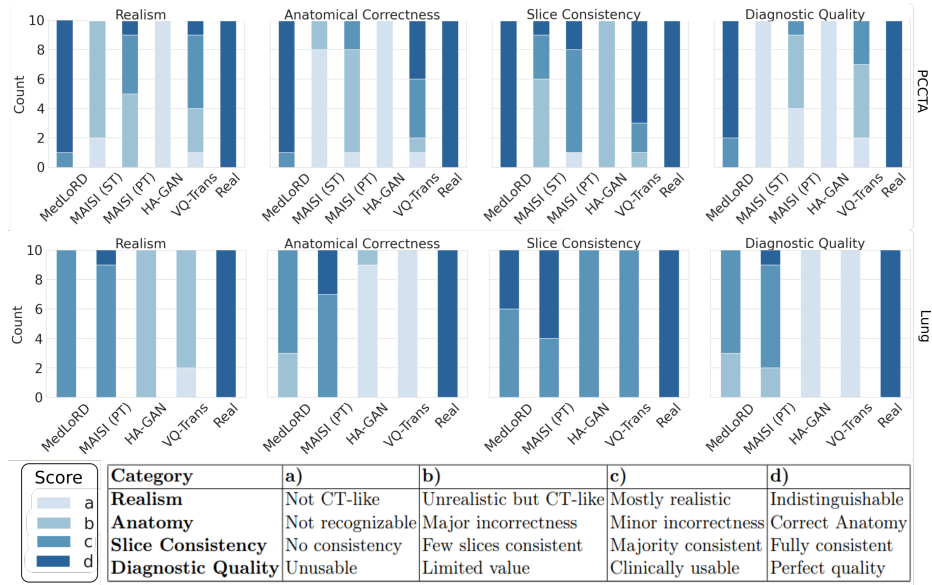 Realism Anatomical Correctness Slice Consistency Diagnostic Quality
Count
10
8
6
4
2
0
MedLoRD MAISI (ST) MAISI (PT) HA-GAN VQ-Trans Real MedLoRD MAISI (ST) MAISI (PT) HA-GAN VQ-Trans Real MedLoRD MAISI (ST) MAISI (PT) HA-GAN VQ-Trans Real MedLoRD MAISI (ST) MAISI (PT) HA-GAN VQ-Trans Real
PCCTA
Realism Anatomical Correctness Slice Consistency Diagnostic Quality
Count
10
8
6
4
2
0
MedLoRD MAISI (PT) HA-GAN VQ-Trans Real MedLoRD MAISI (PT) HA-GAN VQ-Trans Real MedLoRD MAISI (PT) HA-GAN VQ-Trans Real MedLoRD MAISI (PT) HA-GAN VQ-Trans Real
Lung
Score
a
b
c
d
Category a) b) c) d)
Realism Not CT-like Unrealistic but CT-like Mostly realistic Indistinguishable
Anatomy Not recognizable Major incorrectness Minor incorrectness Correct Anatomy
Slice Consistency No consistency Few slices consistent Majority consistent Fully consistent
Diagnostic Quality Unusable Limited value Clinically usable Perfect quality